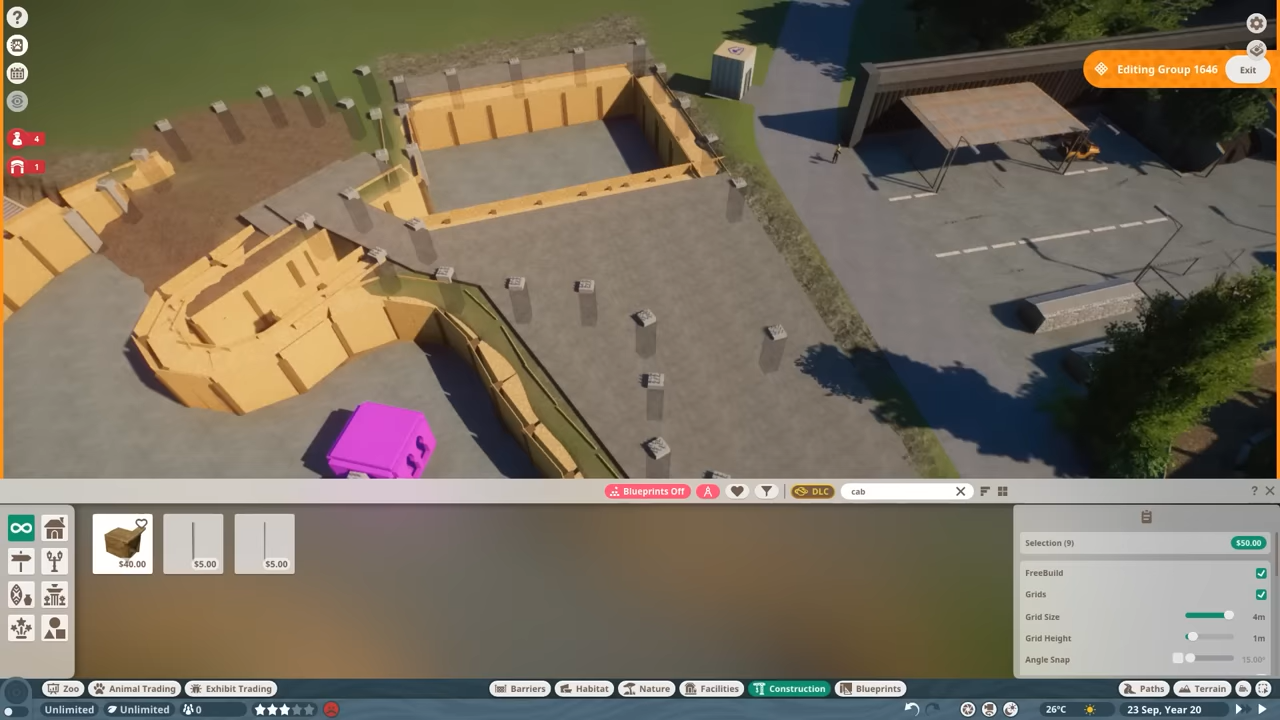 ?
Editing Group 1646
Exit
4
1
Blueprints Off
DLC
cab
?
$40.00
$5.00
$5.00
Selection (9)
$50.00
FreeBuild
Grids
Grid Size
4m
Grid Height
1m
Angle Snap
15.00°
Zoo
Animal Trading
Exhibit Trading
Barriers
Habitat
Nature
Facilities
Construction
Blueprints
Paths
Terrain
Unlimited
Unlimited
0
26°C
23 Sep, Year 20